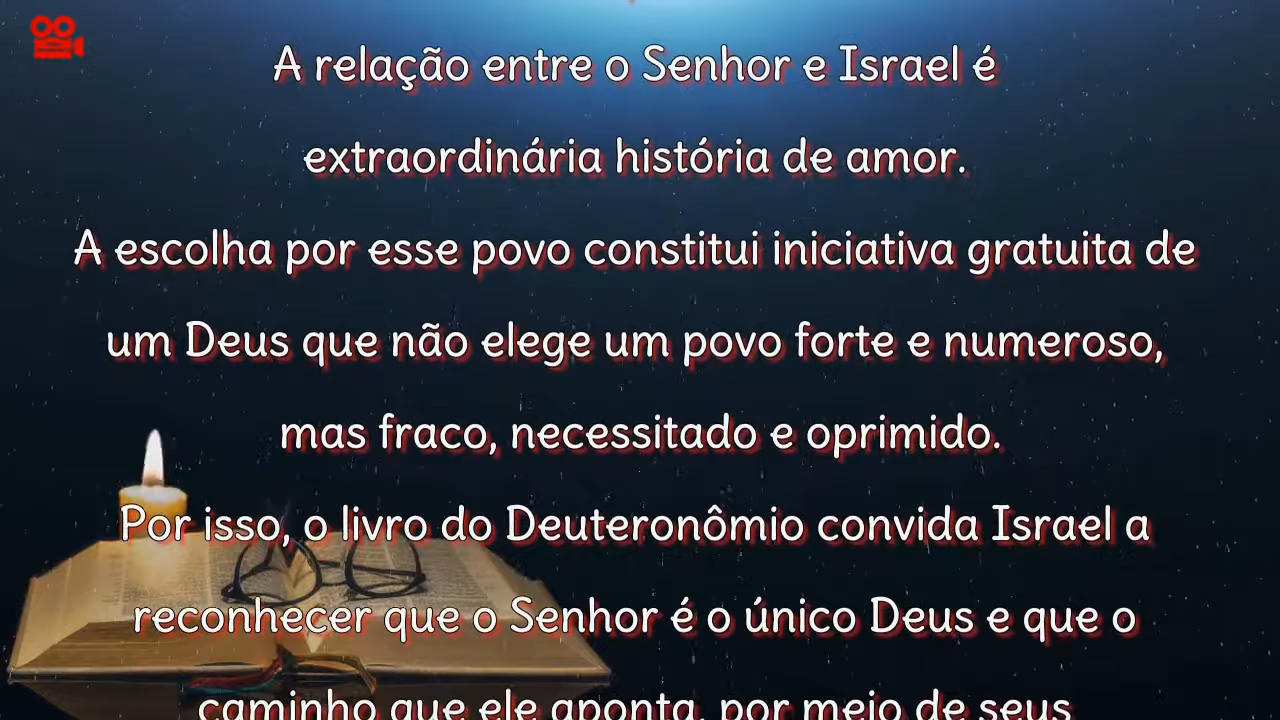 A relação entre o Senhor e Israel é
extraordinária história de amor.
A escolha por esse povo constitui iniciativa gratuita de
um Deus que não elege um povo forte e numeroso,
mas fraco, necessitado e oprimido.
Por isso, o livro do Deuteronômio convida Israel a
reconhecer que o Senhor é o único Deus e que o
caminho que ele aponta, por meio de seus